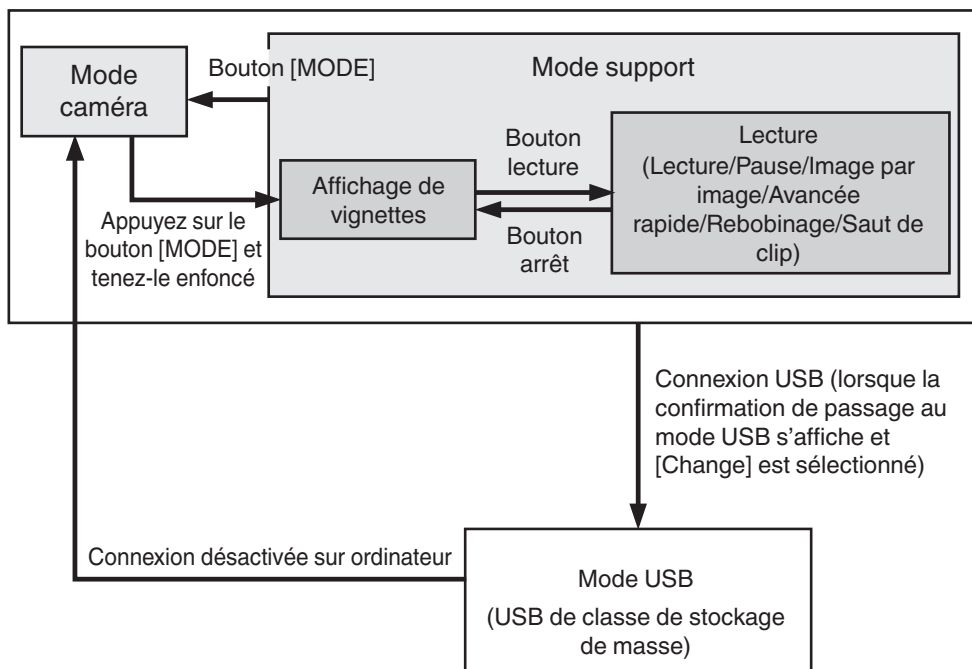 Mode
caméra
Bouton [MODE]
Mode support
Appuyez sur le
bouton [MODE] et
tenez-le enfoncé
Affichage de
vignettes
Bouton
lecture
Bouton
arrêt
Lecture
(Lecture/Pause/Image par
image/Avancée
rapide/Rebobinage/Saut de
clip)
Connexion USB (lorsque la
confirmation de passage au
mode USB s’affiche et
[Change] est sélectionné)
Connexion désactivée sur ordinateur
Mode USB
(USB de classe de stockage
de masse)